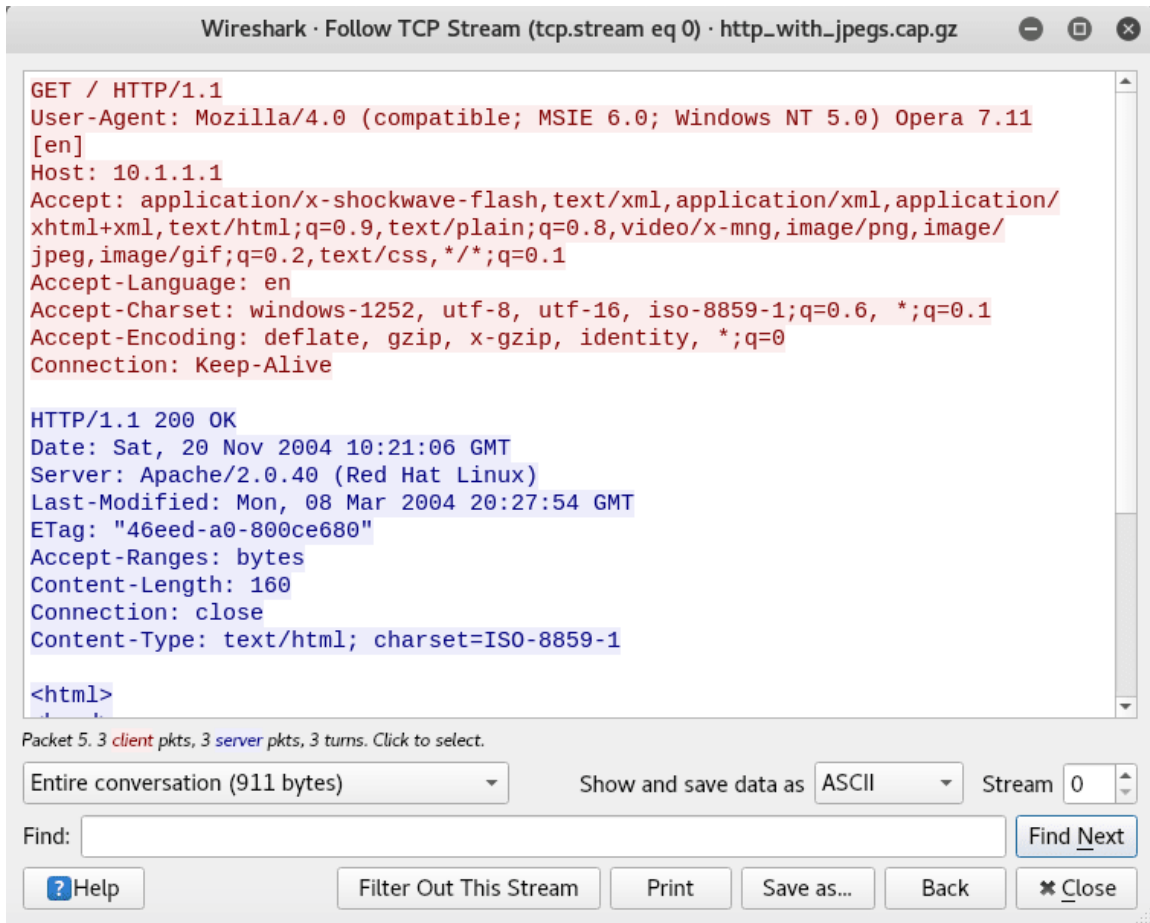 Wireshark · Follow TCP Stream (tcp.stream eq 0) · http_with_jpegs.cap.gz
GET / HTTP/1.1
User-Agent: Mozilla/4.0 (compatible; MSIE 6.0; Windows NT 5.0) Opera 7.11
[en]
Host: 10.1.1.1
Accept: application/x-shockwave-flash,text/xml,application/xml,application/
xhtml+xml,text/html;q=0.9,text/plain;q=0.8,video/x-mng,image/png,image/
jpeg,image/gif;q=0.2,text/css,*/*;q=0.1
Accept-Language: en
Accept-Charset: windows-1252, utf-8, utf-16, iso-8859-1;q=0.6, *;q=0.1
Accept-Encoding: deflate, gzip, x-gzip, identity, *;q=0
Connection: Keep-Alive
HTTP/1.1 200 OK
Date: Sat, 20 Nov 2004 10:21:06 GMT
Server: Apache/2.0.40 (Red Hat Linux)
Last-Modified: Mon, 08 Mar 2004 20:27:54 GMT
ETag: "46eed-a0-800ce680"
Accept-Ranges: bytes
Content-Length: 160
Connection: close
Content-Type: text/html; charset=ISO-8859-1
<html>
Packet 5. 3 client pkts, 3 server pkts, 3 turns. Click to select.
Entire conversation (911 bytes) Show and save data as ASCII Stream 0
Find: Find Next
?Help Filter Out This Stream Print Save as... Back Close